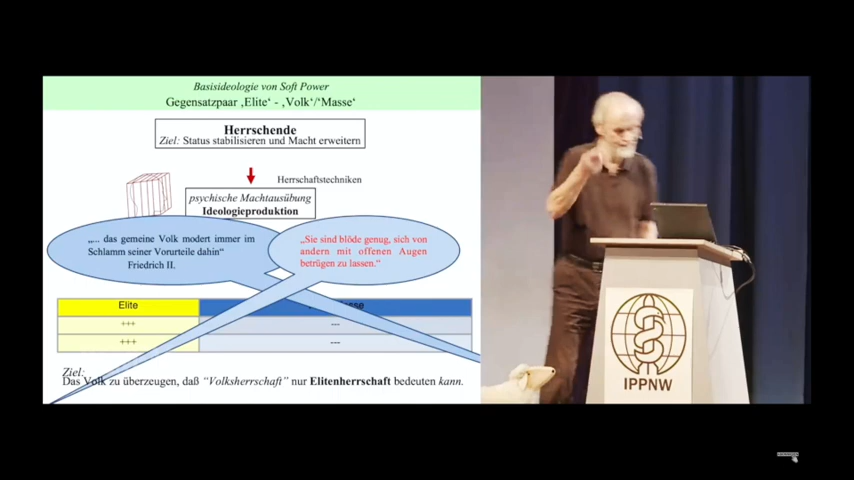 Basisideologie von Soft Power
Gegensatzpaar ‚Elite‘ - ‚Volk‘/‘Masse‘
Herrschende
Ziel: Status stabilisieren und Macht erweitern
Herrschaftstechniken
psychische Machtausübung
Ideologieproduktion
„... das gemeine Volk modert immer im
Schlamm seiner Vorurteile dahin“
Friedrich II.
„Sie sind blöde genug, sich von
andern mit offenen Augen
betrügen zu lassen.“
Elite
+++
---
+++
---
Ziel:
Das Volk zu überzeugen, daß “Volksherrschaft” nur Elitenherrschaft bedeuten kann.
IPPNW